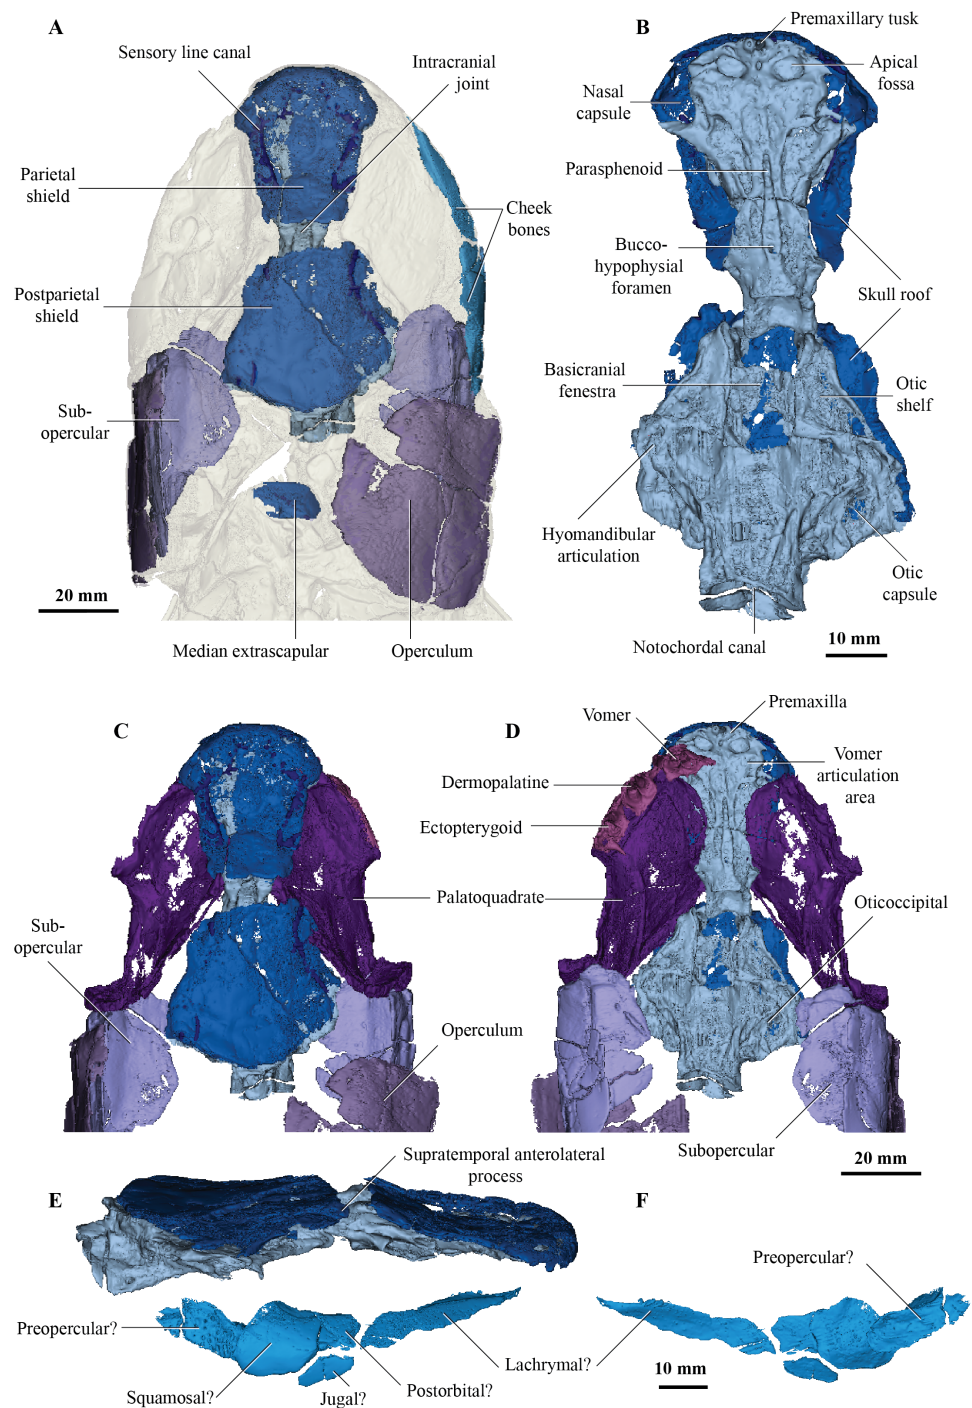 A
Sensory line canal
Intracranial
joint
Parietal
shield
Cheek
bones
Postparietal
shield
Sub-
opercular
20 mm
Median extrascapular
Operculum
B
Premaxillary tusk
Apical
fossa
Nasal
capsule
Parasphenoid
Bucco-
hypophysial
foramen
Skull roof
Basicranial
fenestra
Otic
shelf
Hyomandibular
articulation
Otic
capsule
Notochordal canal
10 mm
C
Palatoquadrate
Sub-
opercular
Operculum
D
Vomer
Premaxilla
Dermopalatine
Vomer
articulation
area
Ectopterygoid
Oticoccipital
Subopercular
20 mm
E
Supratemporal anterolateral
process
Preopercular?
Squamosal?
Jugal?
Postorbital?
Lachrymal?
F
Preopercular?
10 mm